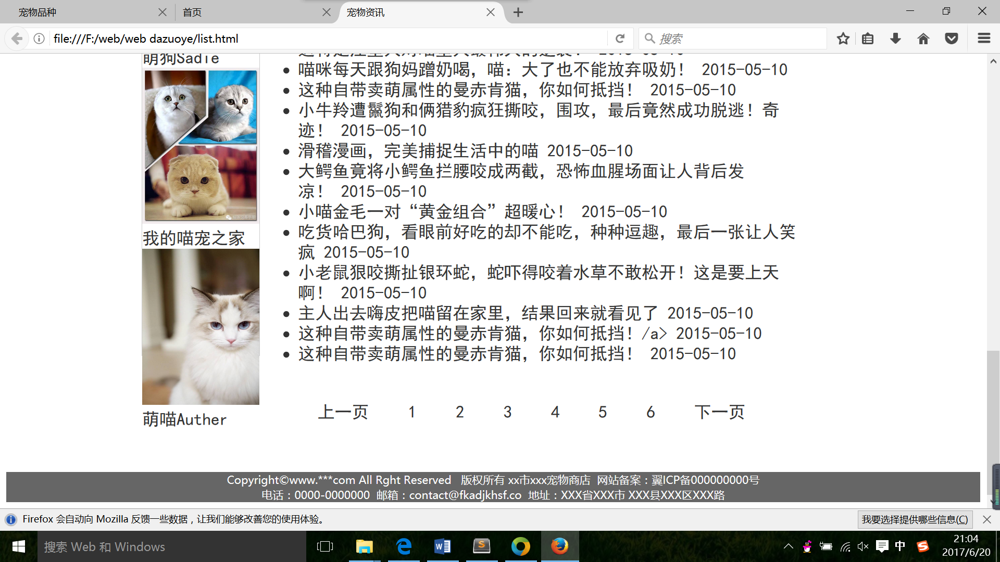 宠物品种
首页
宠物资讯
file:///F:/web/web dazuoye/list.html
搜索
萌狗Sadie
我的喵宠之家
萌喵Auther
喵咪每天跟狗妈蹭奶喝，喵：大了也不能放弃吸奶！ 2015-05-10
这种自带卖萌属性的曼赤肯猫，你如何抵挡！ 2015-05-10
小牛羚遭鬣狗和俩猎豹疯狂撕咬，围攻，最后竟然成功脱逃！奇
迹！ 2015-05-10
滑稽漫画，完美捕捉生活中的喵 2015-05-10
大鳄鱼竟将小鳄鱼拦腰咬成两截，恐怖血腥场面让人背后发
凉！ 2015-05-10
小喵金毛一对“黄金组合”超暖心！ 2015-05-10
吃货哈巴狗，看眼前好吃的却不能吃，种种逗趣，最后一张让人笑
疯 2015-05-10
小老鼠狠咬撕扯银环蛇，蛇吓得咬着水草不敢松开！这是要上天
啊！ 2015-05-10
主人出去嗨皮把喵留在家里，结果回来就看见了 2015-05-10
这种自带卖萌属性的曼赤肯猫，你如何抵挡！/a> 2015-05-10
这种自带卖萌属性的曼赤肯猫，你如何抵挡！ 2015-05-10
上一页 1 2 3 4 5 6 下一页
Copyright©www.***com All Rght Reserved 版权所有 xx市xxx宠物商店 网站备案：翼ICP备000000000号
电话：0000-0000000 邮箱：contact@fkadjkhsf.co 地址：XXX省XXX市 XXX县XXX区XXX路
Firefox 会自动向 Mozilla 反馈一些数据，让我们能够改善您的使用体验。
我要选择提供哪些信息(C)
搜索 Web 和 Windows
中
21:04
2017/6/20